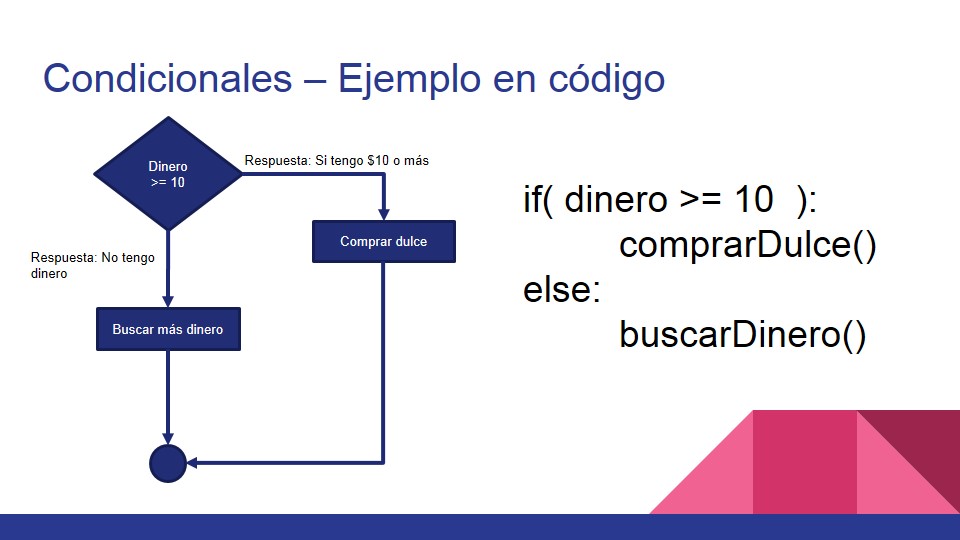 Condicionales – Ejemplo en código
Dinero
>= 10
Respuesta: Si tengo $10 o más
Comprar dulce
Respuesta: No tengo
dinero
Buscar más dinero
if( dinero >= 10  ):
comprarDulce()
else:
buscarDinero()